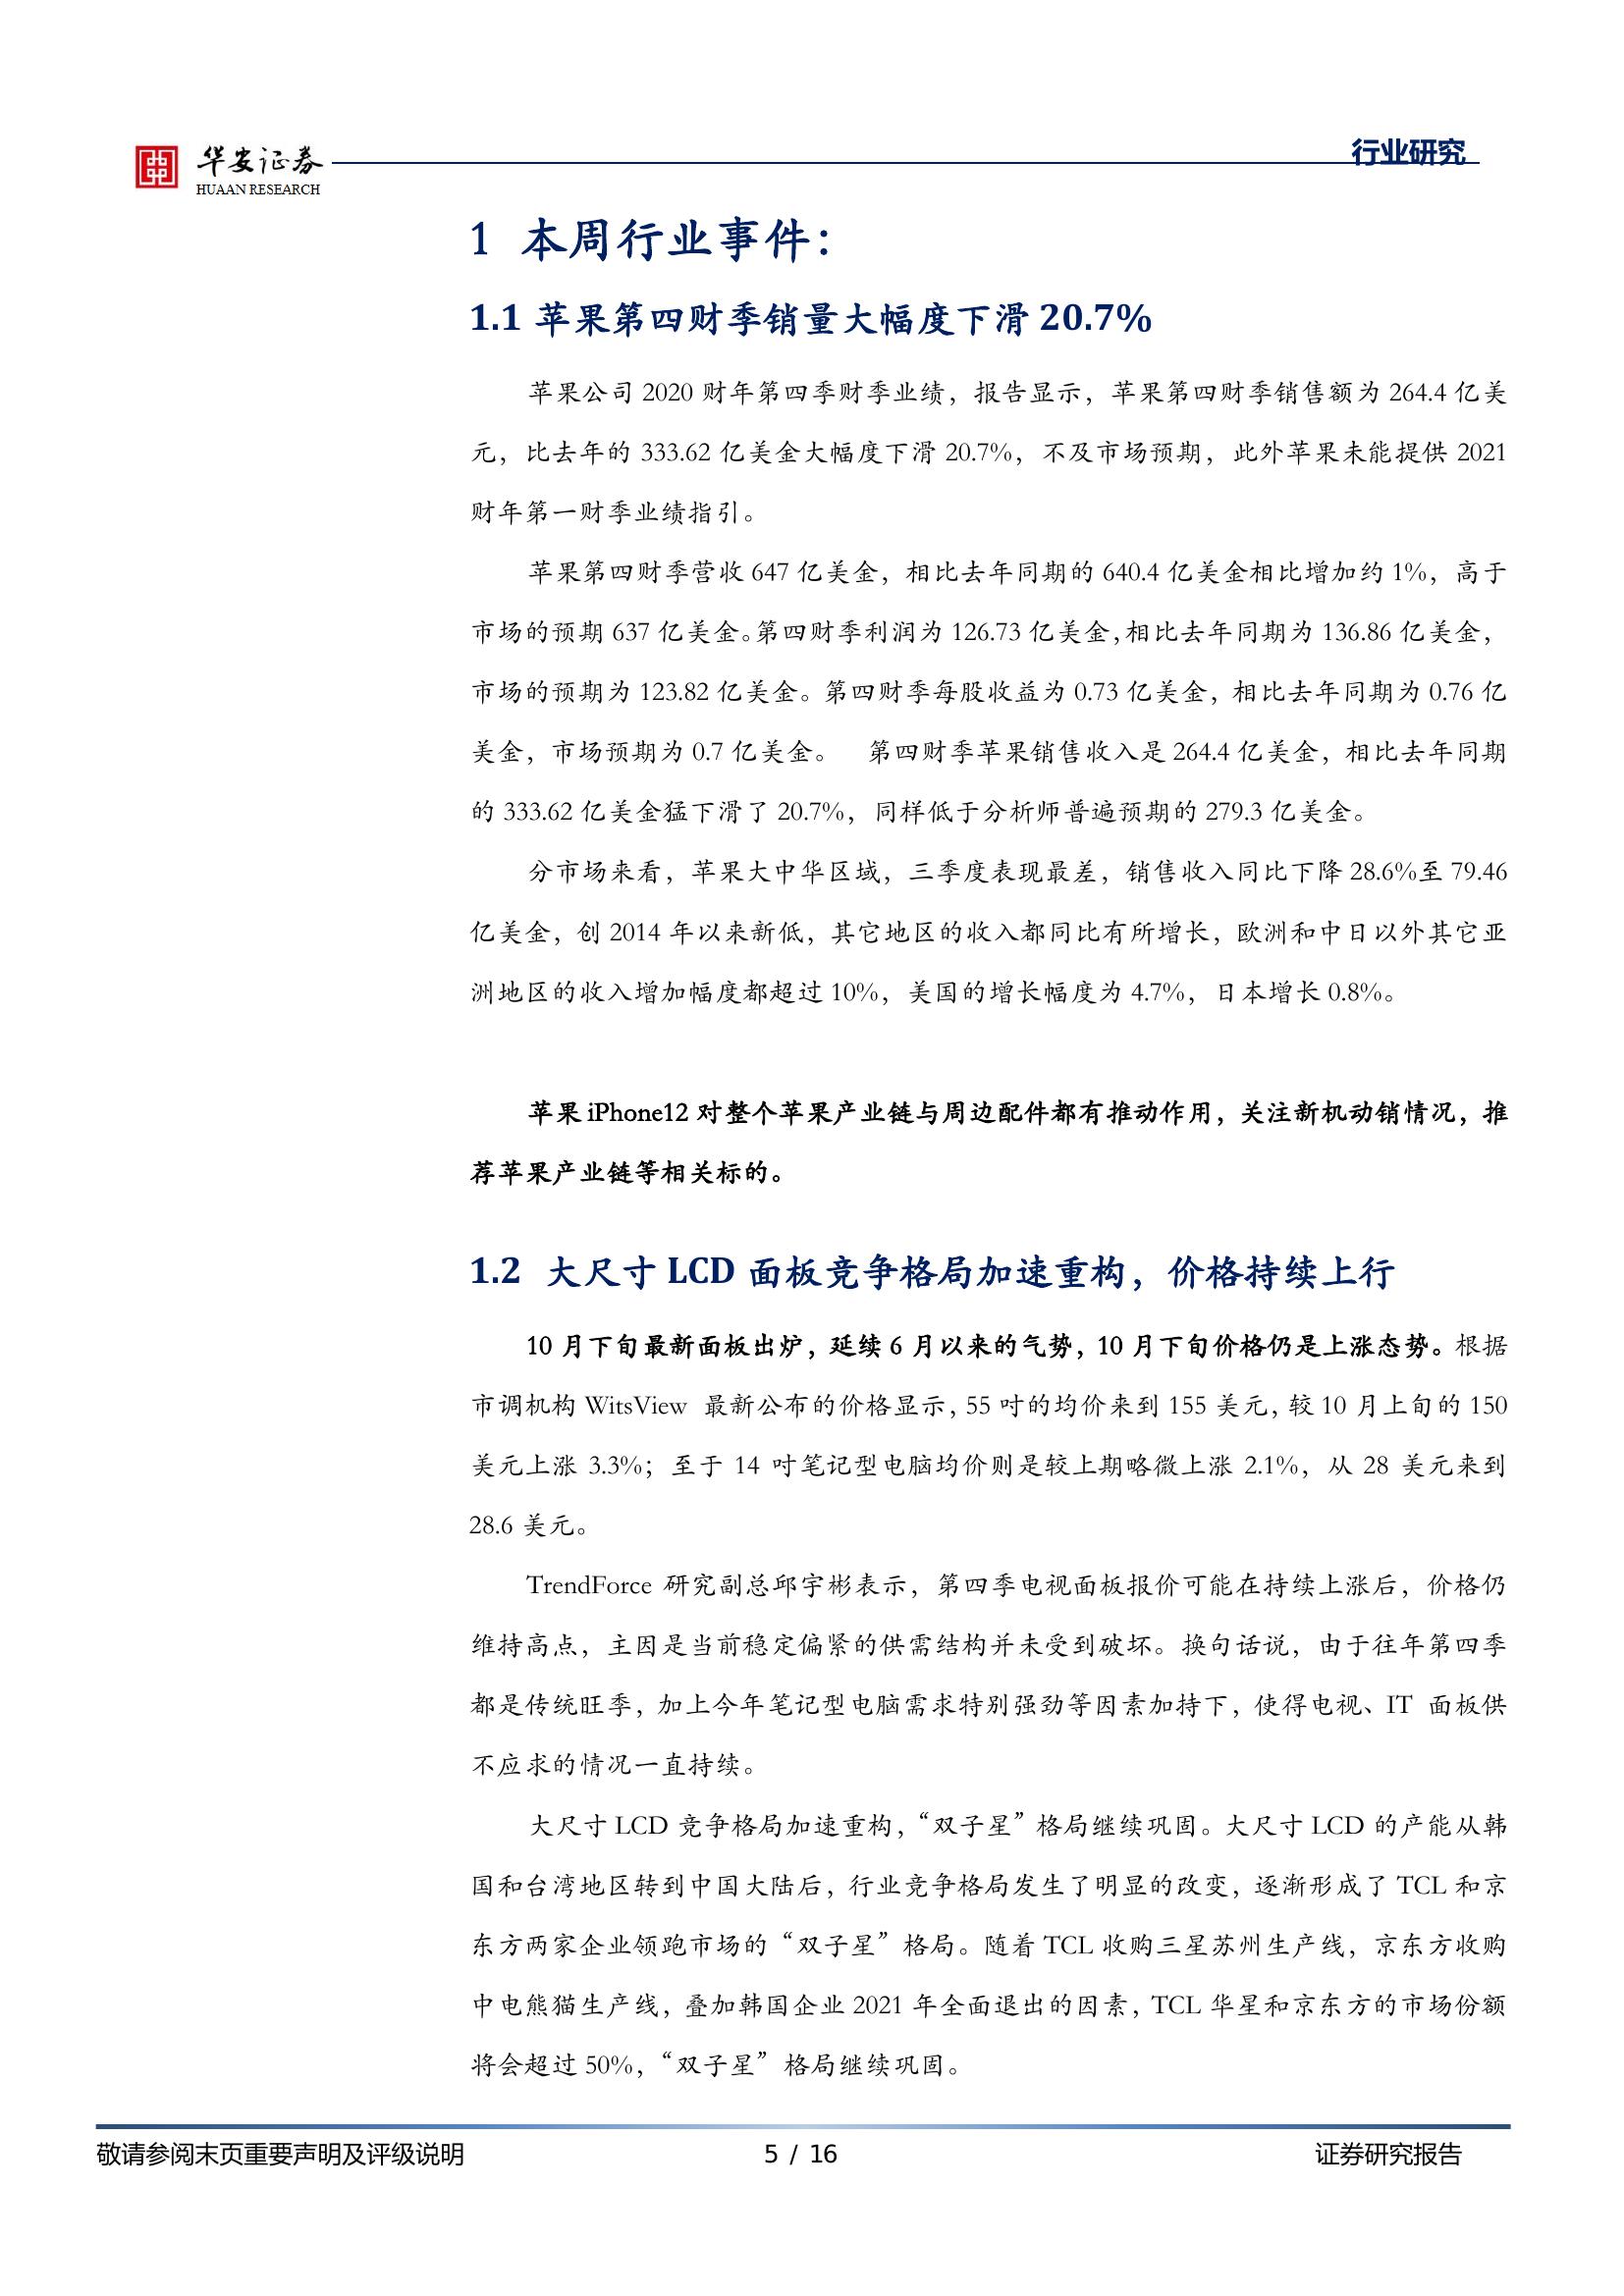 华安证券
HUAAN RESEARCH
行业研究
1 本周行业事件：
1.1 苹果第四财季销量大幅度下滑 20.7%
苹果公司 2020 财年第四季财季业绩，报告显示，苹果第四财季销售额为 264.4 亿美
元，比去年的 333.62 亿美金大幅度下滑 20.7%，不及市场预期，此外苹果未能提供 2021
财年第一财季业绩指引。
苹果第四财季营收 647 亿美金，相比去年同期的 640.4 亿美金相比增加约 1%，高于
市场的预期 637 亿美金。第四财季利润为 126.73 亿美金，相比去年同期为 136.86 亿美金，
市场的预期为 123.82 亿美金。第四财季每股收益为 0.73 亿美金，相比去年同期为 0.76 亿
美金，市场预期为 0.7 亿美金。 第四财季苹果销售收入是 264.4 亿美金，相比去年同期
的 333.62 亿美金猛下滑了 20.7%，同样低于分析师普遍预期的 279.3 亿美金。
分市场来看，苹果大中华区域，三季度表现最差，销售收入同比下降 28.6%至 79.46
亿美金，创 2014 年以来新低，其它地区的收入都同比有所增长，欧洲和中日以外其它亚
洲地区的收入增加幅度都超过 10%，美国的增长幅度为 4.7%，日本增长 0.8%。
苹果 iPhone12 对整个苹果产业链与周边配件都有推动作用，关注新机动销情况，推
荐苹果产业链等相关标的。
1.2 大尺寸 LCD 面板竞争格局加速重构，价格持续上行
10 月下旬最新面板出炉，延续 6 月以来的气势，10 月下旬价格仍是上涨态势。根据
市调机构 WitsView 最新公布的价格显示，55 吋的均价来到 155 美元，较 10 月上旬的 150
美元上涨 3.3%；至于 14 吋笔记型电脑均价则是较上期略微上涨 2.1%，从 28 美元来到
28.6 美元。
TrendForce 研究副总邱宇彬表示，第四季电视面板报价可能在持续上涨后，价格仍
维持高点，主因是当前稳定偏紧的供需结构并未受到破坏。换句话说，由于往年第四季
都是传统旺季，加上今年笔记型电脑需求特别强劲等因素加持下，使得电视、IT 面板供
不应求的情况一直持续。
大尺寸 LCD 竞争格局加速重构，“双子星”格局继续巩固。大尺寸 LCD 的产能从韩
国和台湾地区转到中国大陆后，行业竞争格局发生了明显的改变，逐渐形成了 TCL 和京
东方两家企业领跑市场的“双子星”格局。随着 TCL 收购三星苏州生产线，京东方收购
中电熊猫生产线，叠加韩国企业 2021 年全面退出的因素，TCL 华星和京东方的市场份额
将会超过 50%，“双子星”格局继续巩固。
敬请参阅末页重要声明及评级说明
5 / 16
证券研究报告